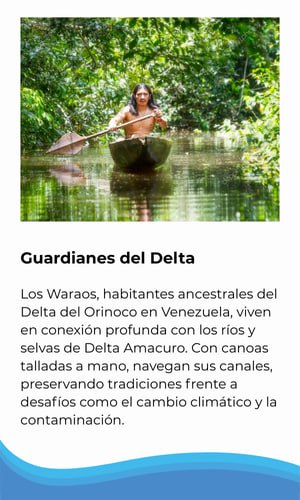 Guardianes del Delta
Los Waraos, habitantes ancestrales del
Delta del Orinoco en Venezuela, viven
en conexión profunda con los ríos y
selvas de Delta Amacuro. Con canoas
talladas a mano, navegan sus canales,
preservando tradiciones frente a
desafíos como el cambio climático y la
contaminación.